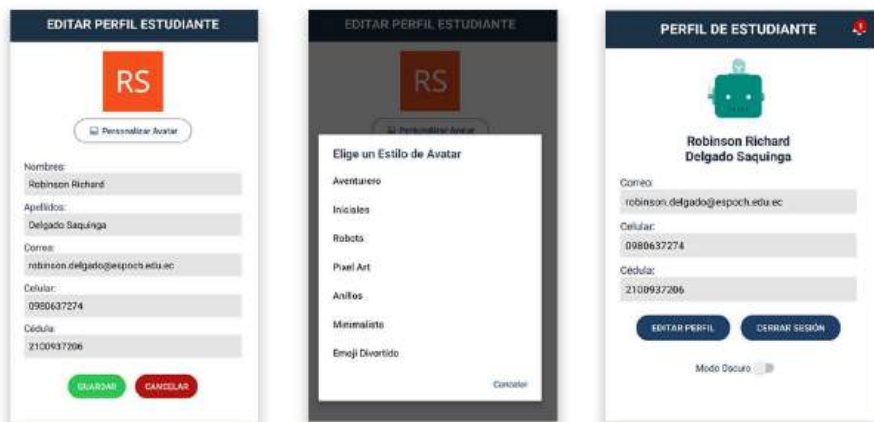 EDITAR PERFIL ESTUDIANTE
RS
Personalizar Avatar
Nombres:
Robinson Richard
Apellidos:
Delgado Saquinga
Correo:
robinson.delgado@espoch.edu.ec
Celular:
0980637274
Cédula:
2100937206
GUARDAR
CANCELAR
EDITAR PERFIL ESTUDIANTE
RS
Personalizar Avatar
Elige un Estilo de Avatar
Aventurero
Iniciales
Robots
Pixel Art
Anillos
Minimalista
Emoji Divertido
Cancelar
PERFIL DE ESTUDIANTE
Robinson Richard
Delgado Saquinga
Correo:
robinson.delgado@espoch.edu.ec
Celular:
0980637274
Cédula:
2100937206
EDITAR PERFIL
CERRAR SESIÓN
Modo Oscuro